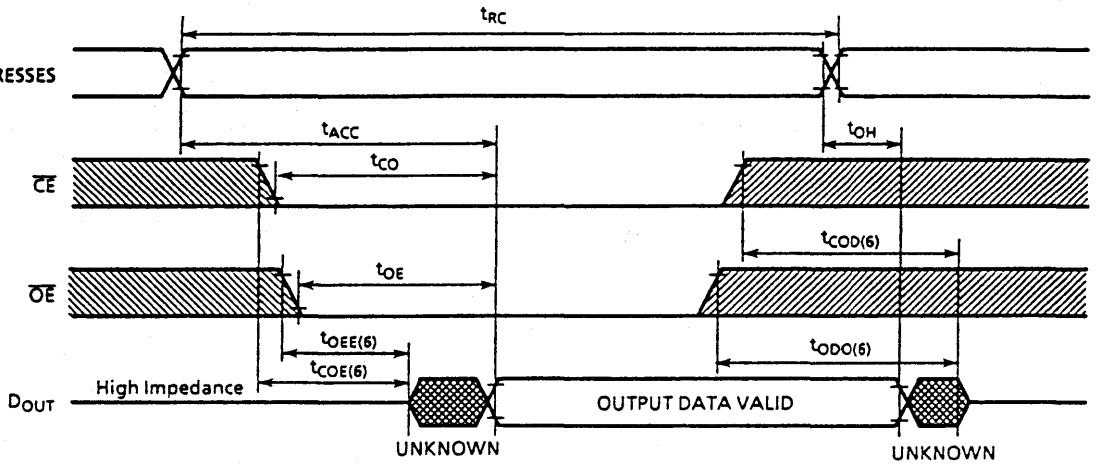 tRC
RESSES
tACC
tOH
tCO
CE
tCOD(6)
tOE
OE
tOEE(6)
tODO(6)
tCOE(6)
High Impedance
DOUT
OUTPUT DATA VALID
UNKNOWN
UNKNOWN